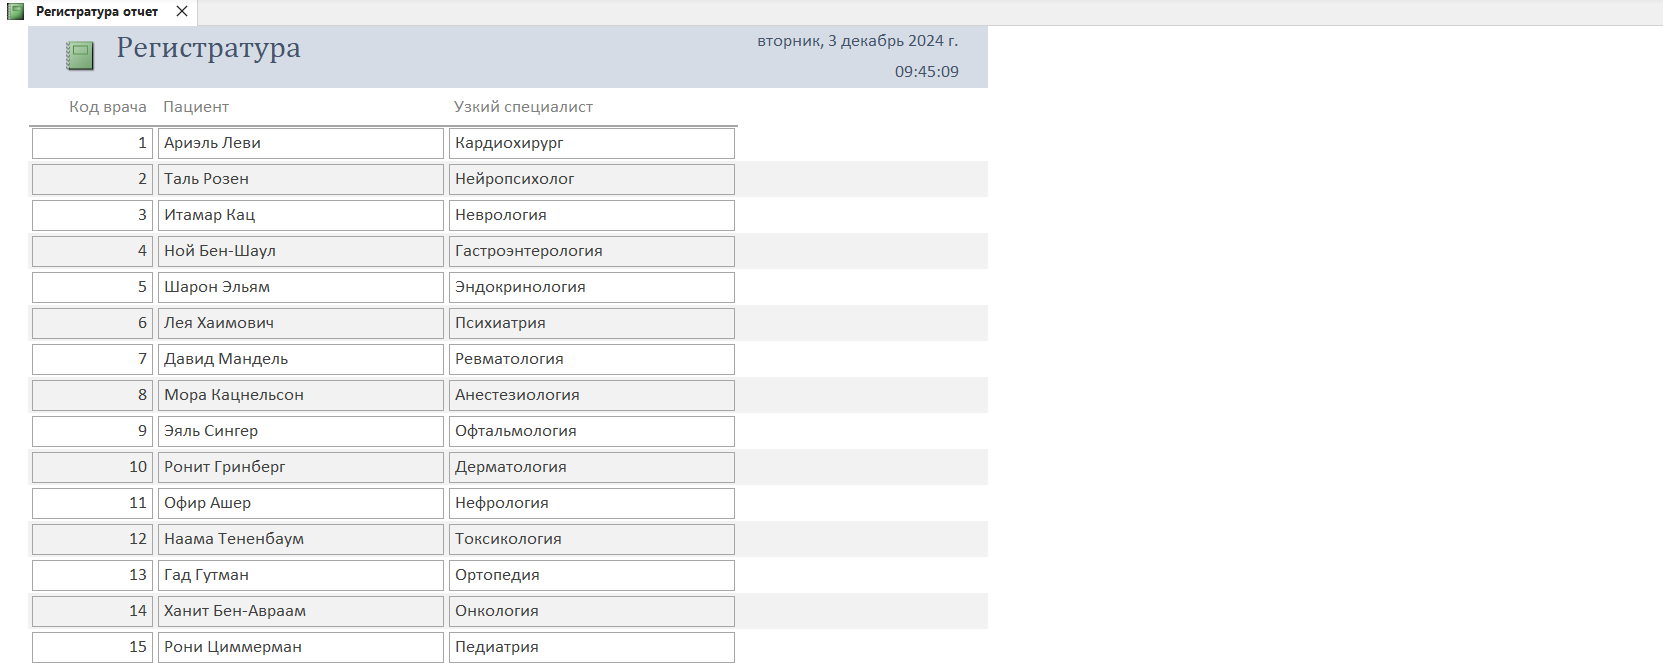 Регистратура отчет
Регистратура
вторник, 3 декабрь 2024 г.
09:45:09
Код врача Пациент Узкий специалист
1 Ариэль Леви Кардиохирург
2 Таль Розен Нейропсихолог
3 Итамар Кац Неврология
4 Ной Бен-Шаул Гастроэнтерология
5 Шарон Эльям Эндокринология
6 Лея Хаимович Психиатрия
7 Давид Мандель Ревматология
8 Мора Кацнельсон Анестезиология
9 Эяль Сингер Офтальмология
10 Ронит Гринберг Дерматология
11 Офир Ашер Нефрология
12 Наама Тененбаум Токсикология
13 Гад Гутман Ортопедия
14 Ханит Бен-Авраам Онкология
15 Рони Циммерман Педиатрия